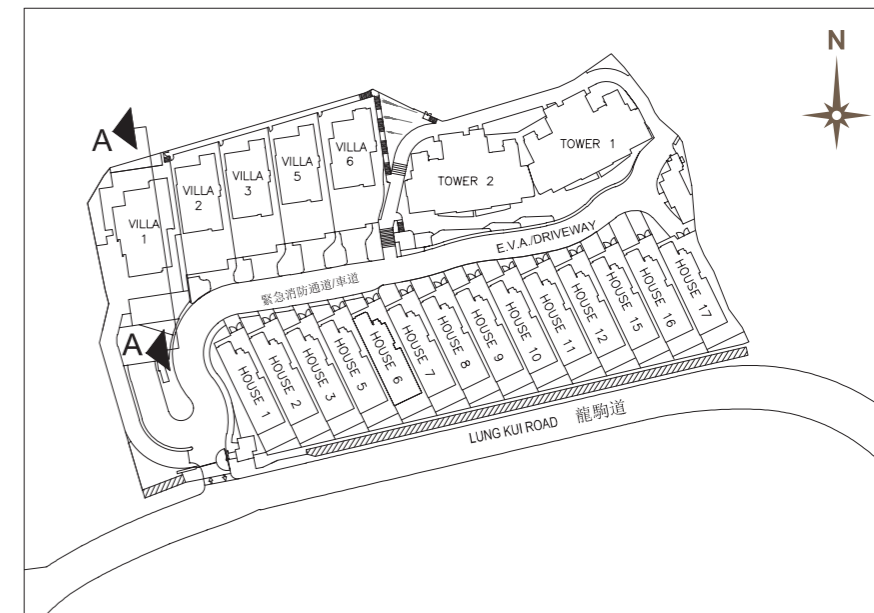 N
A
TOWER 1
VILLA
6
VILLA
5
VILLA
3
VILLA
2
VILLA
1
TOWER 2
E.V.A./DRIVEWAY
緊急消防通道/車道
A
HOUSE 1
HOUSE 2
HOUSE 3
HOUSE 5
HOUSE 6
HOUSE 7
HOUSE 8
HOUSE 9
HOUSE 10
HOUSE 11
HOUSE 12
HOUSE 15
HOUSE 16
HOUSE 17
LUNG KUI ROAD 龍駒道